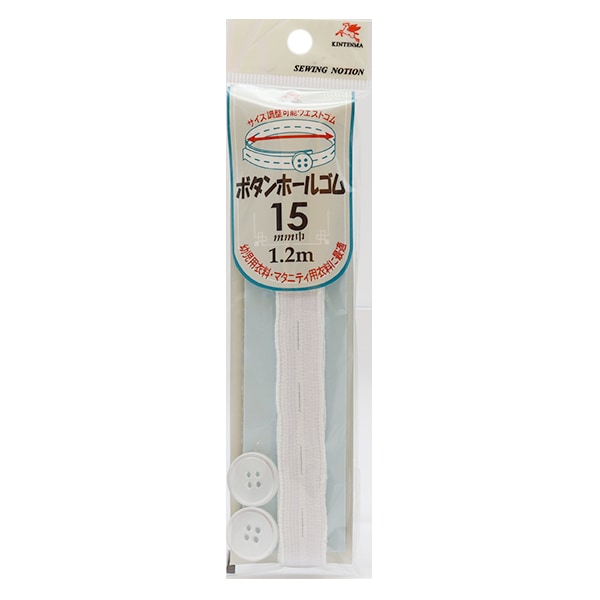 KINTENMA
SEWING NOTION
サイズ調整可能ウエストゴム
ボタンホールゴム
15
mm巾
1.2m
幼児用衣料・マタニティ用衣料に最適